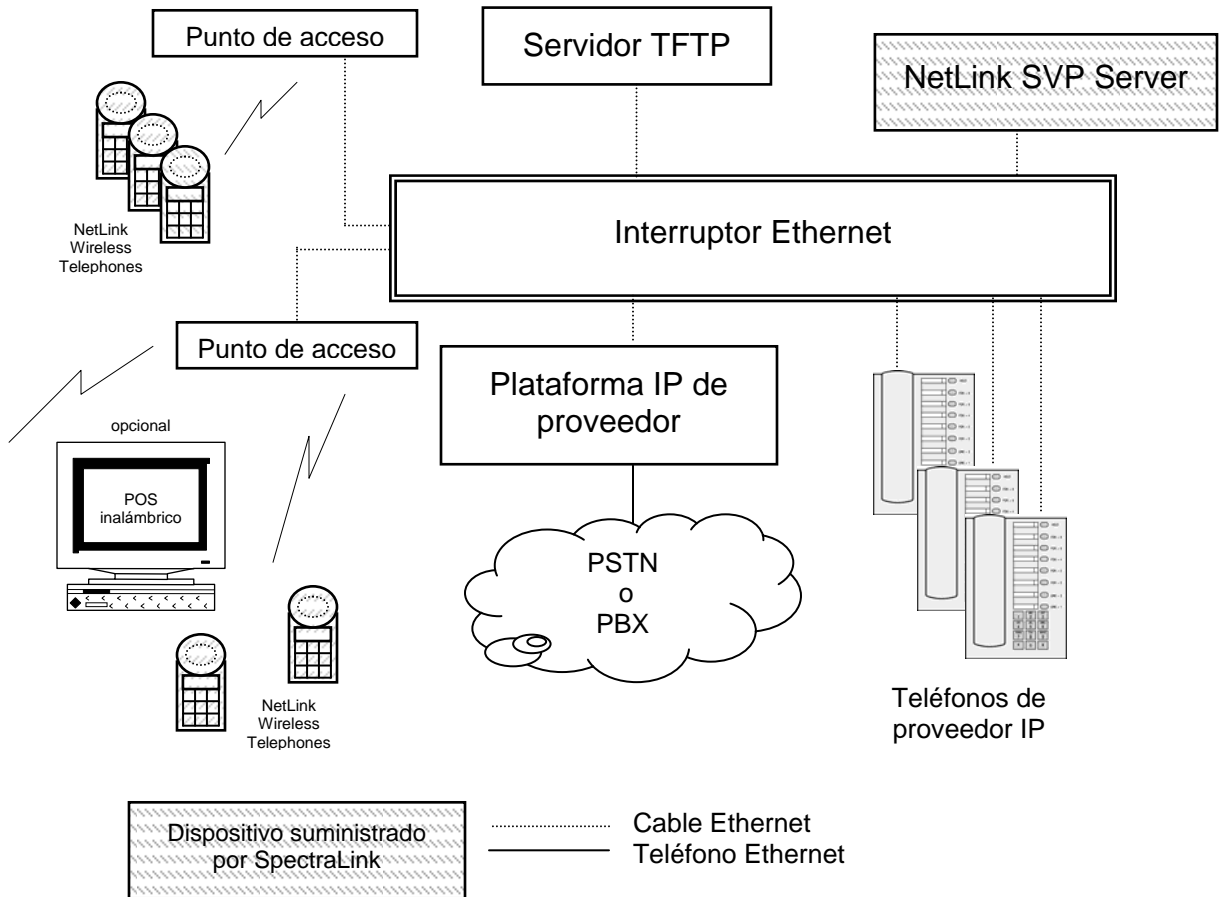 Punto de acceso
Servidor TFTP
NetLink SVP Server
NetLink
Wireless
Telephones
Interruptor Ethernet
Punto de acceso
Plataforma IP de
proveedor
opcional
POS
inalámbrico
PSTN
o
PBX
NetLink
Wireless
Telephones
Teléfonos de
proveedor IP
Dispositivo suministrado
por SpectraLink
Cable Ethernet
Teléfono Ethernet